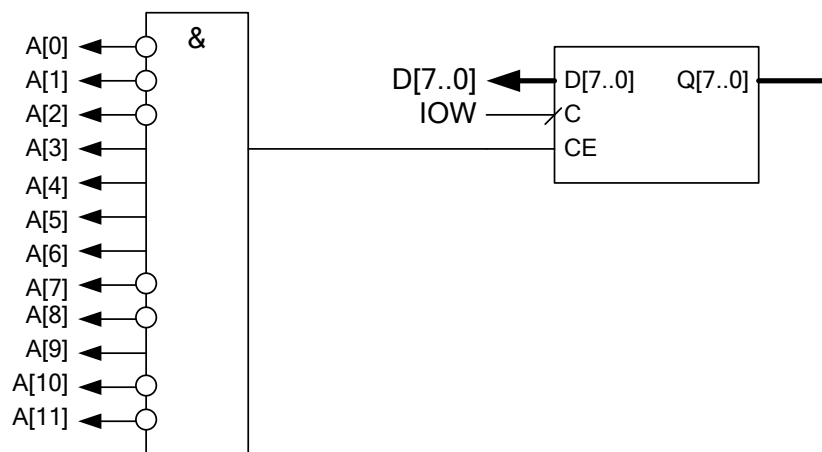 &
A[0]
A[1]
A[2]
A[3]
A[4]
A[5]
A[6]
A[7]
A[8]
A[9]
A[10]
A[11]
D[7..0]
IOW
D[7..0] Q[7..0]
C
CE